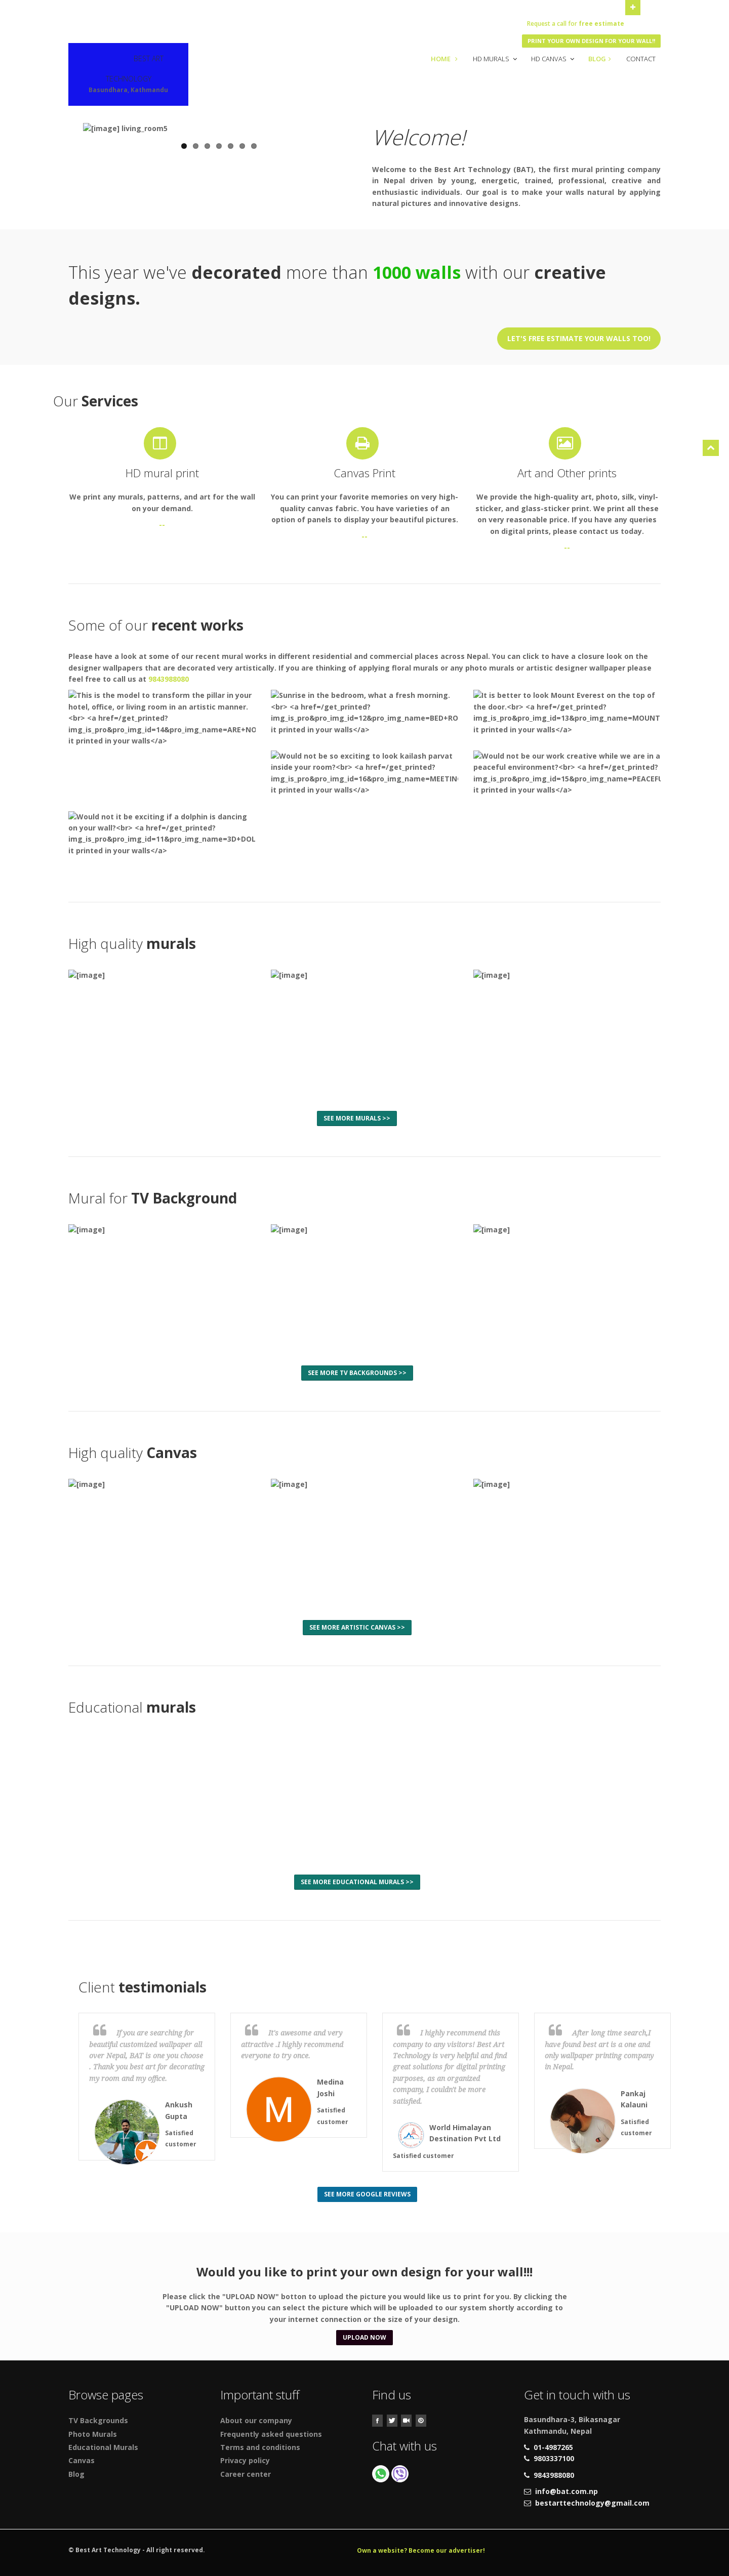 Request a call for free estimate
PRINT YOUR OWN DESIGN FOR YOUR WALL!!
Basundhara, Kathmandu
HOME
HD MURALS
HD CANVAS
BLOG
CONTACT
[image] living_room5
Welcome!
Welcome to the Best Art Technology (BAT), the first mural printing company
in Nepal driven by young, energetic, trained, professional, creative and
enthusiastic individuals. Our goal is to make your walls natural by applying
natural pictures and innovative designs.
This year we've decorated more than 1000 walls with our creative
designs.
LET'S FREE ESTIMATE YOUR WALLS TOO!
Our Services
HD mural print
We print any murals, patterns, and art for the wall
on your demand.
--
Canvas Print
You can print your favorite memories on very high-
quality canvas fabric. You have varieties of an
option of panels to display your beautiful pictures.
--
Art and Other prints
We provide the high-quality art, photo, silk, vinyl-
sticker, and glass-sticker print. We print all these
on very reasonable price. If you have any queries
on digital prints, please contact us today.
--
Some of our recent works
Please have a look at some of our recent mural works in different residential and commercial places across Nepal. You can click to have a closure look on the
designer wallpapers that are decorated very artistically. If you are thinking of applying floral murals or any photo murals or artistic designer wallpaper please
feel free to call us at 9843988080
This is the model to transform the pillar in your
hotel, office, or living room in an artistic manner.
<br> <a href=/get_printed?
img_is_pro&pro_img_id=14&pro_img_name=ARE+NO
it printed in your walls</a>
Sunrise in the bedroom, what a fresh morning.
<br> <a href=/get_printed?
img_is_pro&pro_img_id=12&pro_img_name=BED+RO
it printed in your walls</a>
It is better to look Mount Everest on the top of
the door.<br> <a href=/get_printed?
img_is_pro&pro_img_id=13&pro_img_name=MOUNT
it printed in your walls</a>
Would not be so exciting to look kailash parvat
inside your room?<br> <a href=/get_printed?
img_is_pro&pro_img_id=16&pro_img_name=MEETIN
it printed in your walls</a>
Would not be our work creative while we are in a
peaceful environment?<br> <a href=/get_printed?
img_is_pro&pro_img_id=15&pro_img_name=PEACEFU
it printed in your walls</a>
Would not it be exciting if a dolphin is dancing
on your wall?<br> <a href=/get_printed?
img_is_pro&pro_img_id=11&pro_img_name=3D+DOL
it printed in your walls</a>
High quality murals
[image]
[image]
[image]
SEE MORE MURALS >>
Mural for TV Background
[image]
[image]
[image]
SEE MORE TV BACKGROUNDS >>
High quality Canvas
[image]
[image]
[image]
SEE MORE ARTISTIC CANVAS >>
Educational murals
SEE MORE EDUCATIONAL MURALS >>
Client testimonials
If you are searching for
beautiful customized wallpaper all
over Nepal, BAT is one you choose
. Thank you best art for decorating
my room and my office.
Ankush
Gupta
Satisfied
customer
It's awesome and very
attractive .I highly recommend
everyone to try once.
M
Medina
Joshi
Satisfied
customer
I highly recommend this
company to any visitors! Best Art
Technology is very helpful and find
great solutions for digital printing
purposes, as an organized
company, I couldn't be more
satisfied.
World Himalayan
Destination Pvt Ltd
Satisfied customer
After long time search,I
have found best art is a one and
only wallpaper printing company
in Nepal.
Pankaj
Kalauni
Satisfied
customer
SEE MORE GOOGLE REVIEWS
Would you like to print your own design for your wall!!!
Please click the "UPLOAD NOW" botton to upload the picture you would like us to print for you. By clicking the
"UPLOAD NOW" button you can select the picture which will be uploaded to our system shortly according to
your internet connection or the size of your design.
UPLOAD NOW
Browse pages
TV Backgrounds
Photo Murals
Educational Murals
Canvas
Blog
Important stuff
About our company
Frequently asked questions
Terms and conditions
Privacy policy
Career center
Find us
Chat with us
Get in touch with us
Basundhara-3, Bikasnagar
Kathmandu, Nepal
01-4987265
9803337100
9843988080
info@bat.com.np
bestarttechnology@gmail.com
© Best Art Technology - All right reserved.
Own a website? Become our advertiser!